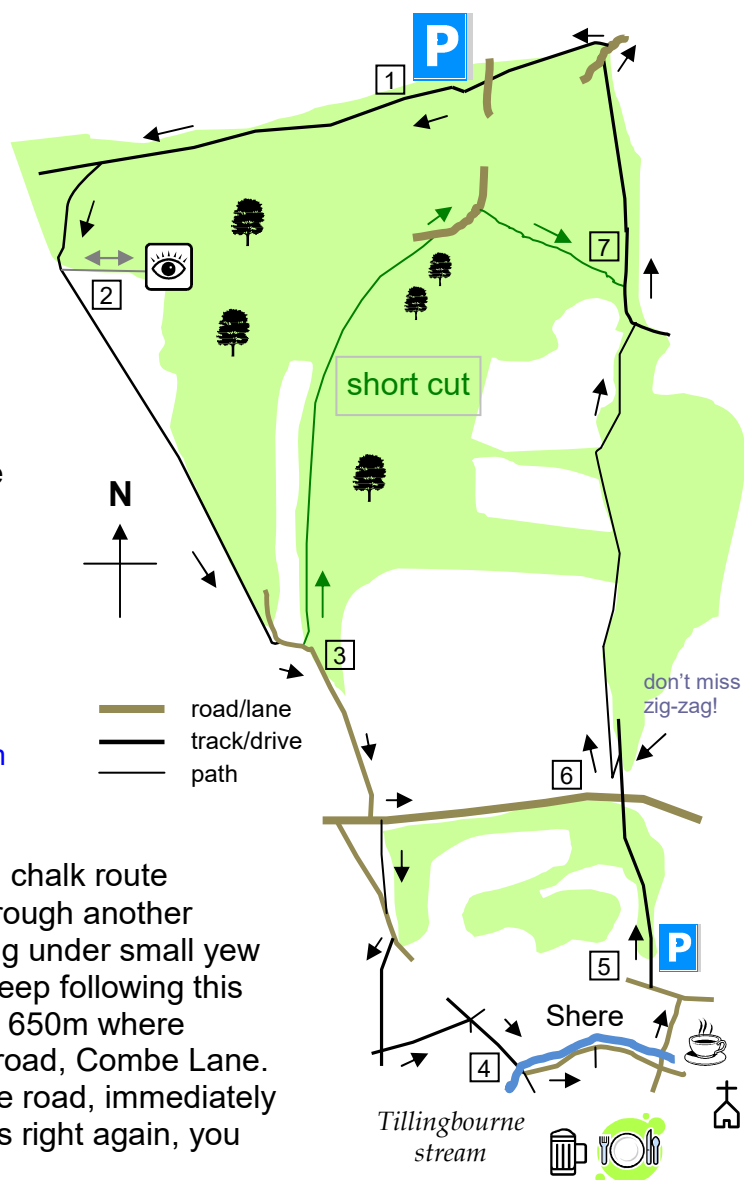 P
1
7
2
short cut
e
N
3
don't miss
zig-zag!
road/lane
track/drive
path
n
6
chalk route
rough another
g under small yew
eep following this
650m where
road, Combe Lane.
e road, immediately
s right again, you
P
5
Shere
4
Tillingbourne
stream